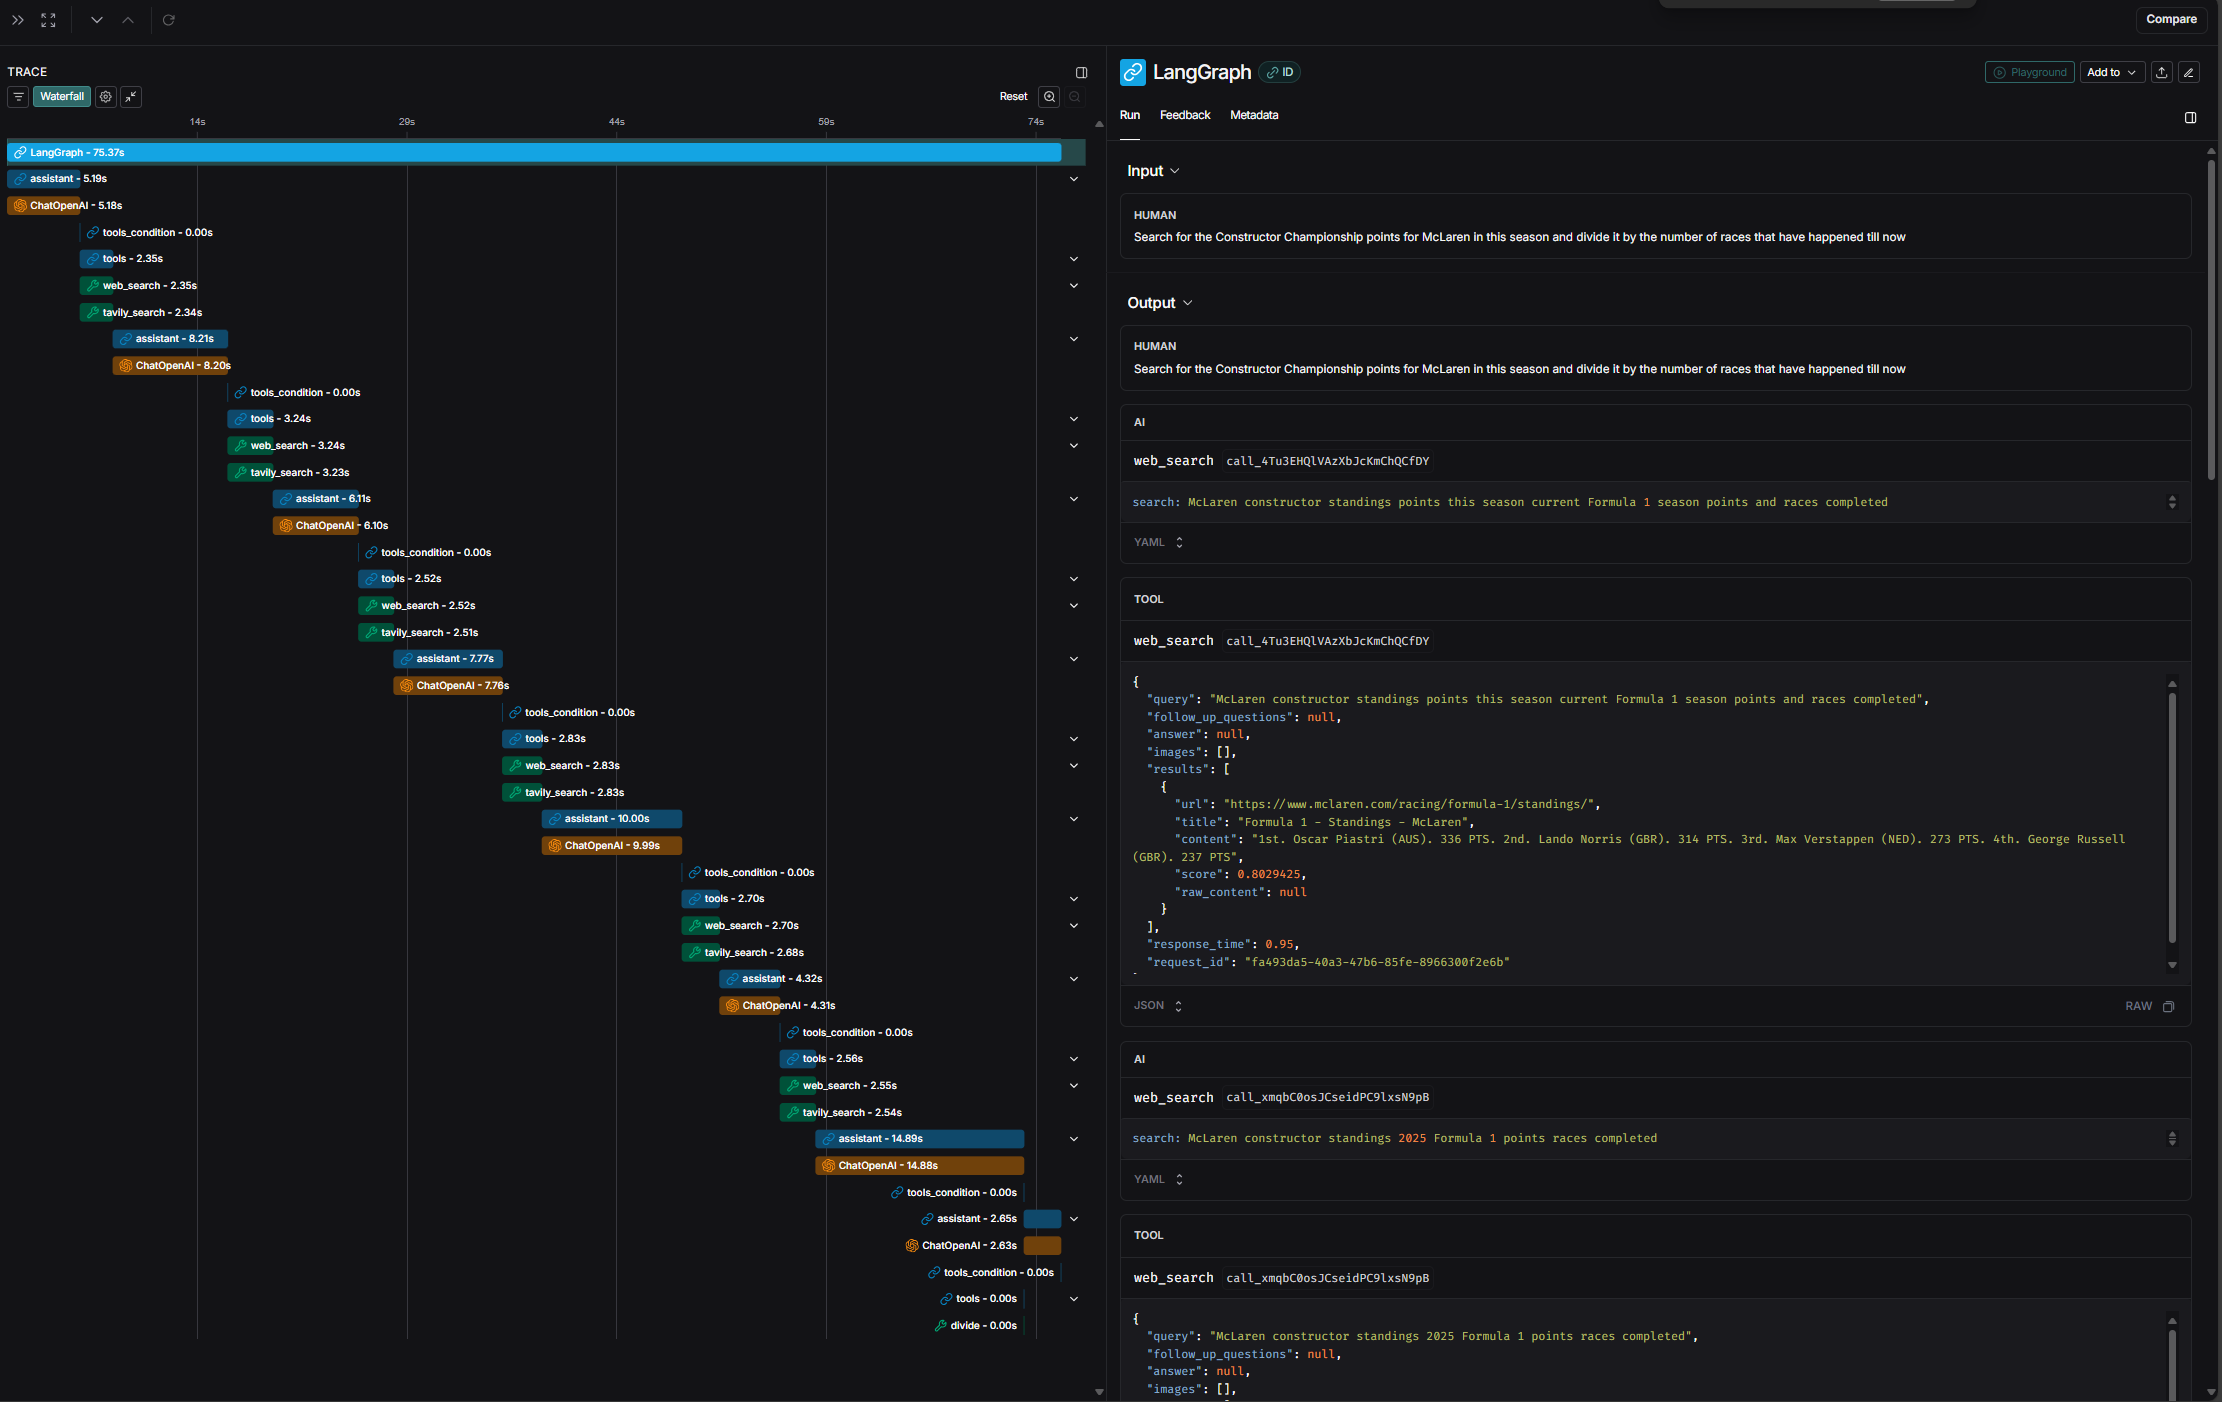 Compare
TRACE
Waterfall
Reset
14s 29s 44s 59s 74s
LangGraph - 75.37s
assistant - 5.19s
ChatOpenAI - 5.18s
tools_condition - 0.00s
tools - 2.35s
web_search - 2.35s
tavily_search - 2.34s
assistant - 8.21s
ChatOpenAI - 8.20s
tools_condition - 0.00s
tools - 3.24s
web_search - 3.24s
tavily_search - 3.23s
assistant - 6.11s
ChatOpenAI - 6.10s
tools_condition - 0.00s
tools - 2.52s
web_search - 2.52s
tavily_search - 2.51s
assistant - 7.77s
ChatOpenAI - 7.76s
tools_condition - 0.00s
tools - 2.83s
web_search - 2.83s
tavily_search - 2.83s
assistant - 10.00s
ChatOpenAI - 9.99s
tools_condition - 0.00s
tools - 2.70s
web_search - 2.70s
tavily_search - 2.68s
assistant - 4.32s
ChatOpenAI - 4.31s
tools_condition - 0.00s
tools - 2.56s
web_search - 2.55s
tavily_search - 2.54s
assistant - 14.89s
ChatOpenAI - 14.88s
tools_condition - 0.00s
assistant - 2.65s
ChatOpenAI - 2.63s
tools_condition - 0.00s
tools - 0.00s
divide - 0.00s
LangGraph ID
Playground Add to
Run Feedback Metadata
Input
HUMAN
Search for the Constructor Championship points for McLaren in this season and divide it by the number of races that have happened till now
Output
HUMAN
Search for the Constructor Championship points for McLaren in this season and divide it by the number of races that have happened till now
AI
web_search call_4Tu3EHQlVAzXbJcKmChQCfDY
search: McLaren constructor standings points this season current Formula 1 season points and races completed
YAML
TOOL
web_search call_4Tu3EHQlVAzXbJcKmChQCfDY
{
"query": "McLaren constructor standings points this season current Formula 1 season points and races completed",
"follow_up_questions": null,
"answer": null,
"images": [],
"results": [
{
"url": "https://www.mclaren.com/racing/formula-1/standings/",
"title": "Formula 1 - Standings - McLaren",
"content": "1st. Oscar Piastri (AUS). 336 PTS. 2nd. Lando Norris (GBR). 314 PTS. 3rd. Max Verstappen (NED). 273 PTS. 4th. George Russell
(GBR). 237 PTS",
"score": 0.8029425,
"raw_content": null
}
],
"response_time": 0.95,
"request_id": "fa493da5-40a3-47b6-85fe-8966300f2e6b"
JSON RAW
AI
web_search call_xmqbC0osJCseidPC9lxsN9pB
search: McLaren constructor standings 2025 Formula 1 points races completed
YAML
TOOL
web_search call_xmqbC0osJCseidPC9lxsN9pB
{
"query": "McLaren constructor standings 2025 Formula 1 points races completed",
"follow_up_questions": null,
"answer": null,
"images": [],